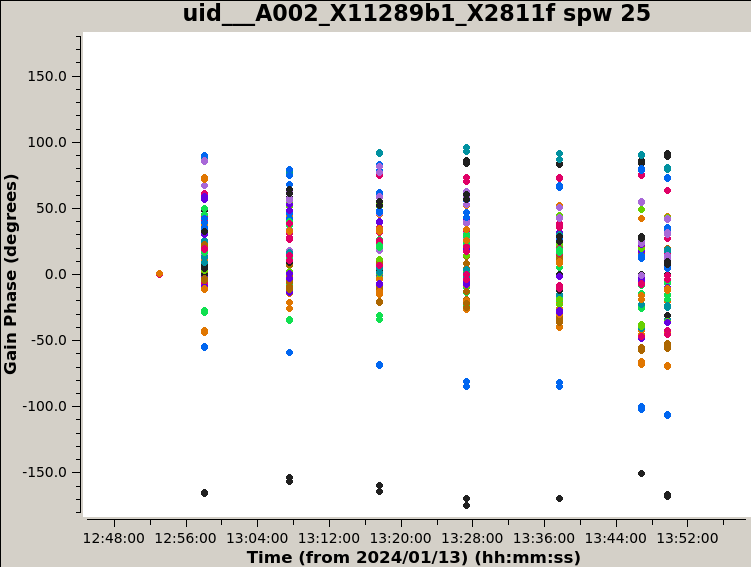 uid___A002_X11289b1_X2811f spw 25
Gain Phase (degrees)
150.0
100.0
50.0
0.0
-50.0
-100.0
-150.0
12:48:00 12:56:00 13:04:00 13:12:00 13:20:00 13:28:00 13:36:00 13:44:00 13:52:00
Time (from 2024/01/13) (hh:mm:ss)